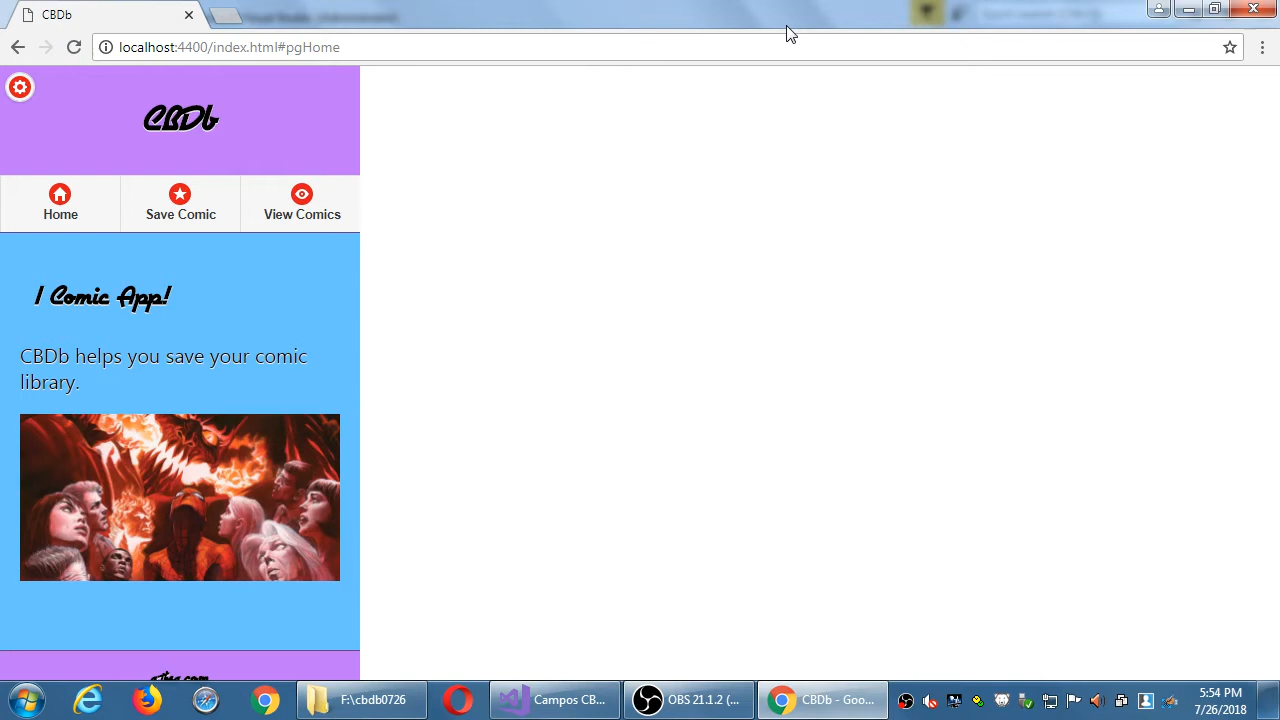 CBDb
localhost:4400/index.html#pgHome
CBDb
Home
Save Comic
View Comics
I Comic App!
CBDb helps you save your comic
library.
F:\cbdb0726
Campos CB...
OBS 21.1.2 (...
CBDb - Goo...
5:54 PM
7/26/2018